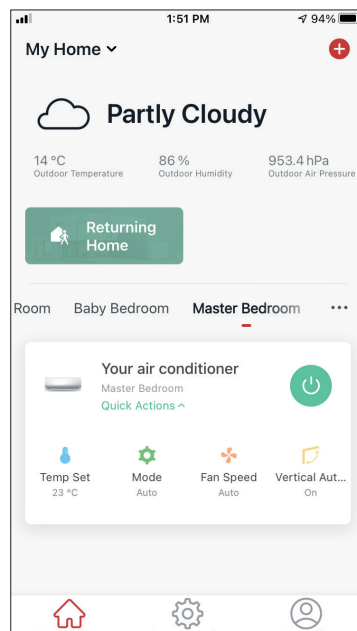 1:51 PM
94%
My Home
Partly Cloudy
14 °C
86 %
953.4 hPa
Outdoor Temperature
Outdoor Humidity
Outdoor Air Pressure
Returning
Home
Room Baby Bedroom Master Bedroom ...
Your air conditioner
Master Bedroom
Quick Actions
Temp Set
Mode
Fan Speed
Vertical Aut...
23 °C
Auto
Auto
On